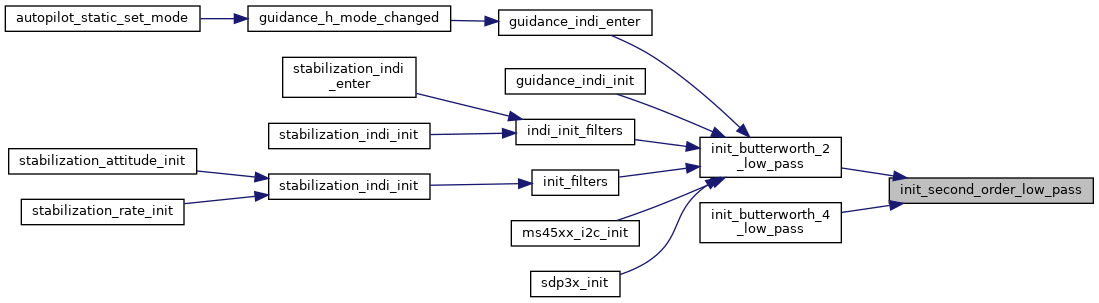 autopilot_static_set_mode
guidance_h_mode_changed
guidance_indi_enter
stabilization_indi
_enter
guidance_indi_init
stabilization_indi_init
indi_init_filters
init_butterworth_2
_low_pass
stabilization_attitude_init
stabilization_rate_init
stabilization_indi_init
init_filters
init_second_order_low_pass
ms45xx_i2c_init
init_butterworth_4
_low_pass
sdp3x_init